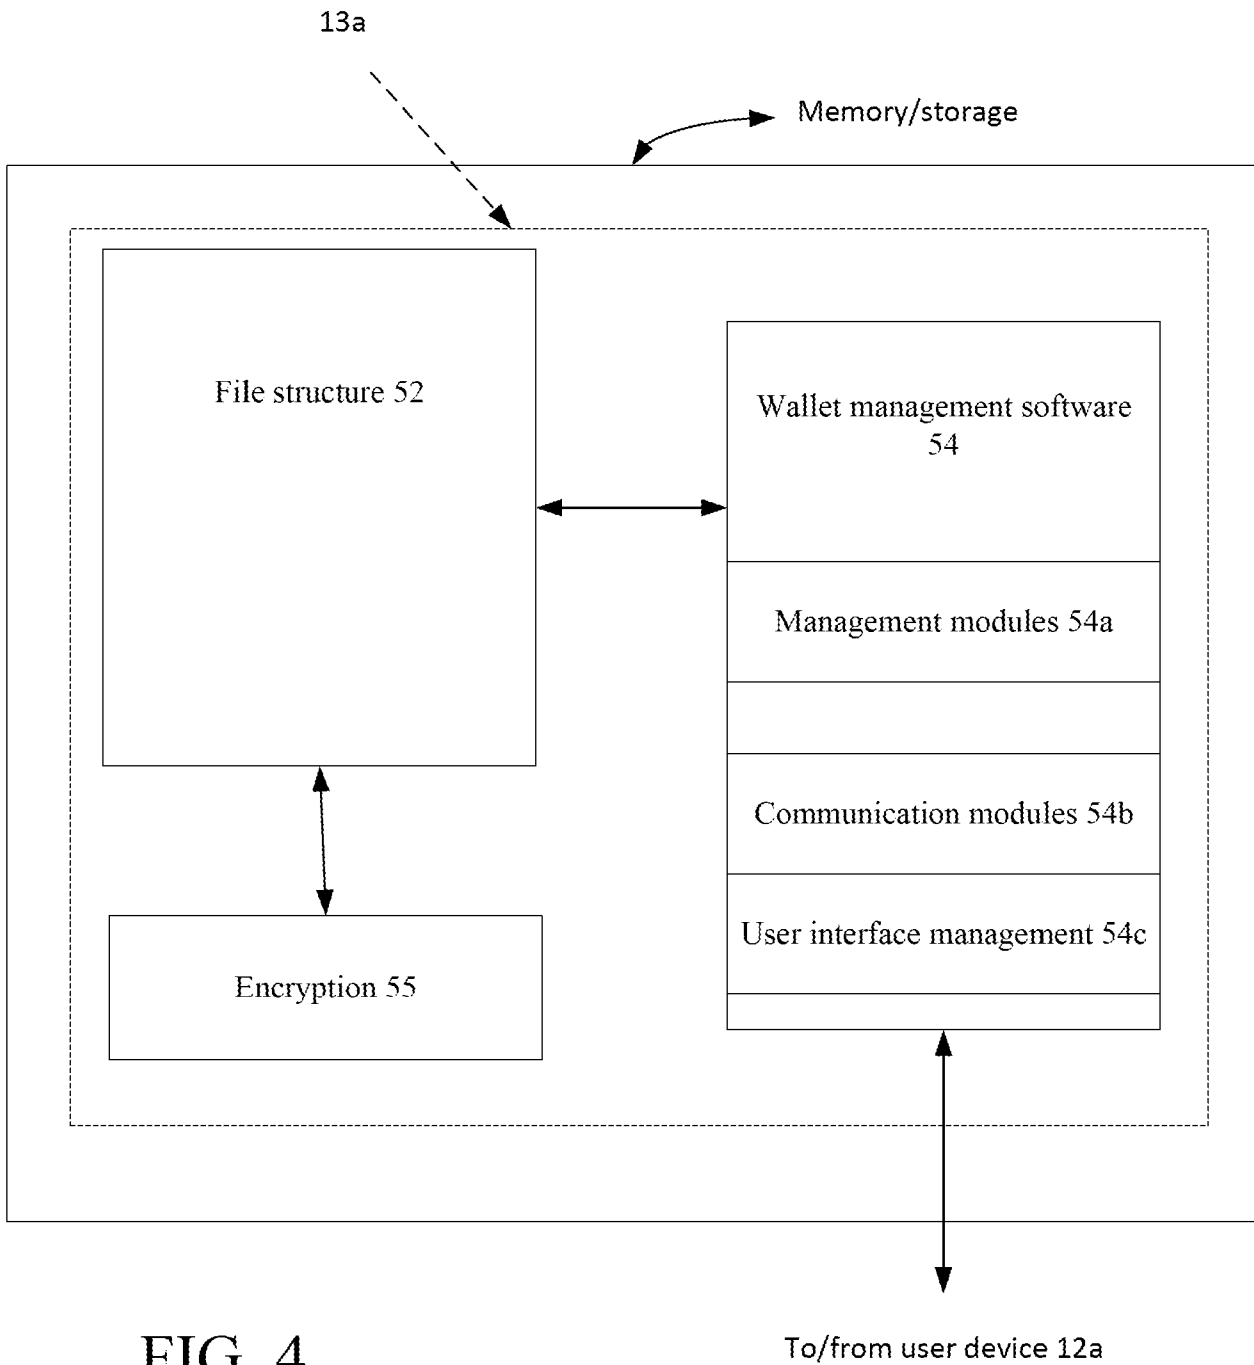 13a
Memory/storage
File structure 52
Wallet management software
54
Management modules 54a
Communication modules 54b
User interface management 54c
Encryption 55
To/from user device 12a
FIG. 4